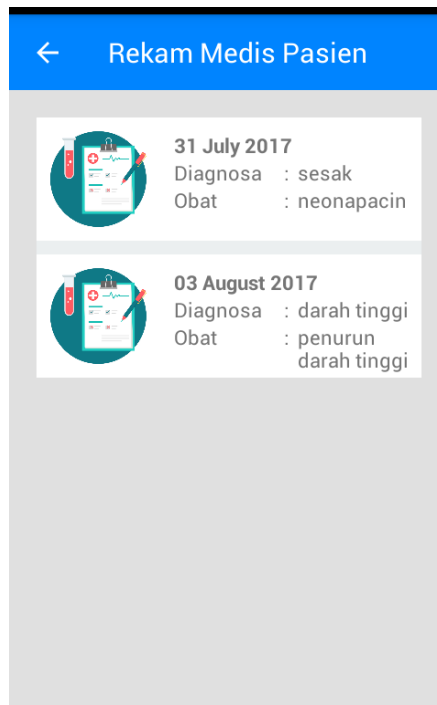 Rekam Medis Pasien
31 July 2017
Diagnosa : sesak
Obat : neonapacin
03 August 2017
Diagnosa : darah tinggi
Obat : penurun
darah tinggi